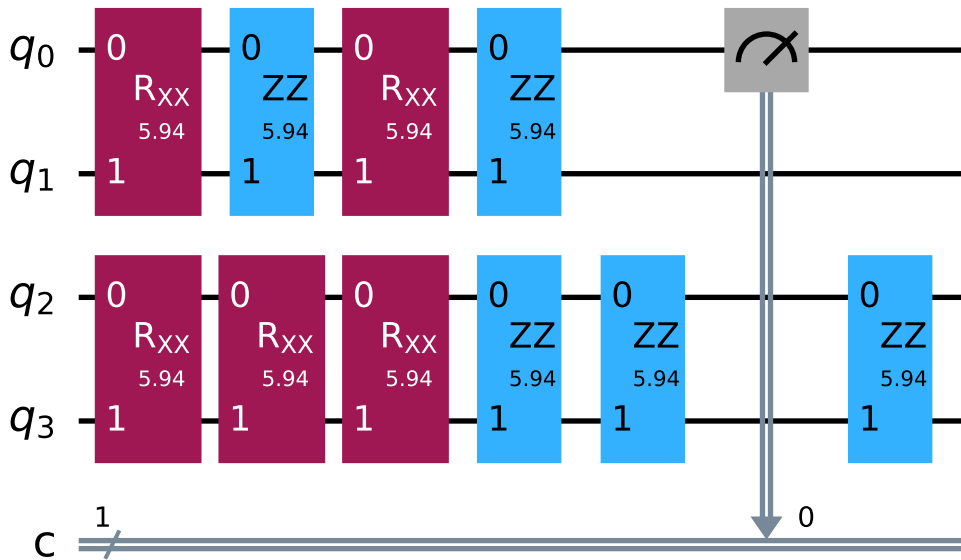 q0 0 0 0 0
RXX ZZ RXX ZZ
5.94 5.94 5.94 5.94
q1 1 1 1 1
q2 0 0 0 0 0 0
RXX RXX RXX ZZ ZZ ZZ
5.94 5.94 5.94 5.94 5.94 5.94
q3 1 1 1 1 1 1
1 0
c